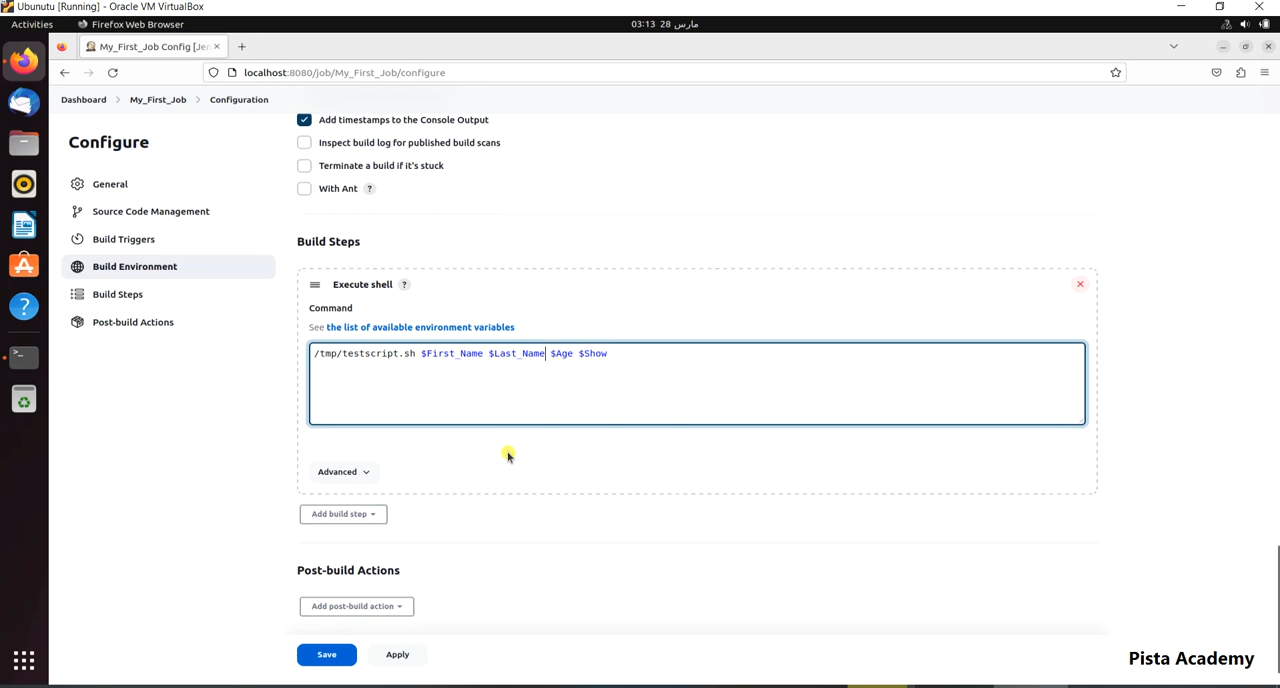 Ubunutu [Running] - Oracle VM VirtualBox
Activities
Firefox Web Browser
03:13 28 مارس
My_First_Job Config [Jen
localhost:8080/job/My_First_Job/configure
Dashboard > My_First_Job > Configuration
Configure
General
Source Code Management
Build Triggers
Build Environment
Build Steps
Post-build Actions
Add timestamps to the Console Output
Inspect build log for published build scans
Terminate a build if it's stuck
With Ant ?
Build Steps
Execute shell ?
Command
See the list of available environment variables
/tmp/testscript.sh $First_Name $Last_Name $Age $Show
Advanced
Add build step
Post-build Actions
Add post-build action
Save
Apply
Pista Academy